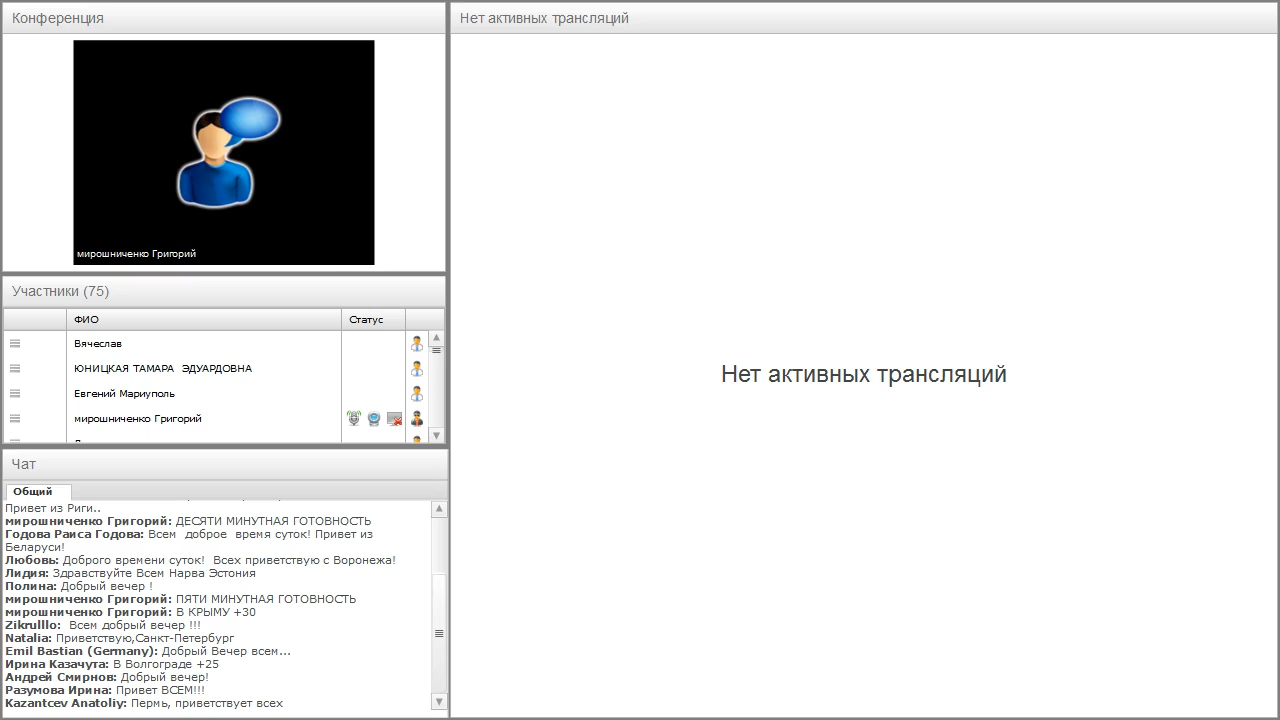 Конференция
мирошниченко Григорий
Участники (75)
ФИО Статус
Вячеслав
ЮНИЦКАЯ ТАМАРА ЭДУАРДОВНА
Евгений Мариуполь
мирошниченко Григорий
Чат
Общий
Привет из Риги..
мирошниченко Григорий: ДЕСЯТИ МИНУТНАЯ ГОТОВНОСТЬ
Годова Раиса Годова: Всем доброе время суток! Привет из
Беларуси!
Любовь: Доброго времени суток! Всех приветствую с Воронежа!
Лидия: Здравствуйте Всем Нарва Эстония
Полина: Добрый вечер !
мирошниченко Григорий: ПЯТИ МИНУТНАЯ ГОТОВНОСТЬ
мирошниченко Григорий: В КРЫМУ +30
Zikrulllo: Всем добрый вечер !!!
Natalia: Приветствую,Санкт-Петербург
Emil Bastian (Germany): Добрый Вечер всем...
Ирина Казачута: В Волгограде +25
Андрей Смирнов: Добрый вечер!
Разумова Ирина: Привет ВСЕМ!!!
Kazantcev Anatoliy: Пермь, приветствует всех
Нет активных трансляций
Нет активных трансляций